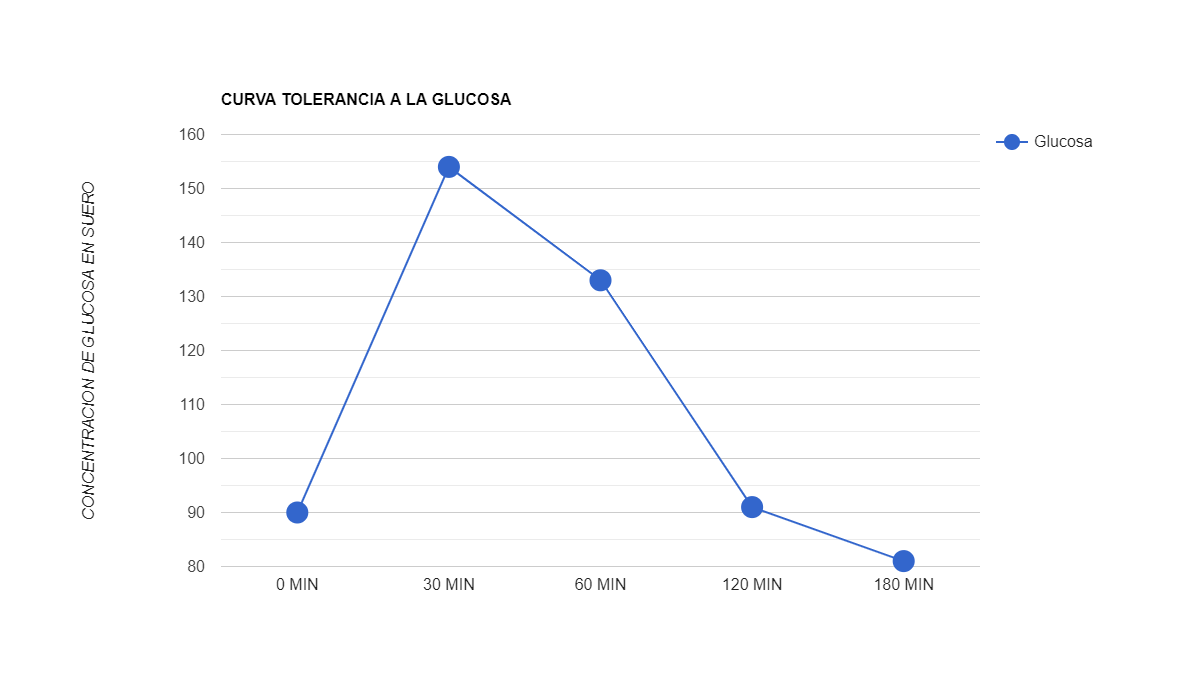 CURVA TOLERANCIA A LA GLUCOSA
160
150
140
130
120
110
100
90
80
CONCENTRACION DE GLUCOSA EN SUERO
0 MIN
30 MIN
60 MIN
120 MIN
180 MIN
Glucosa